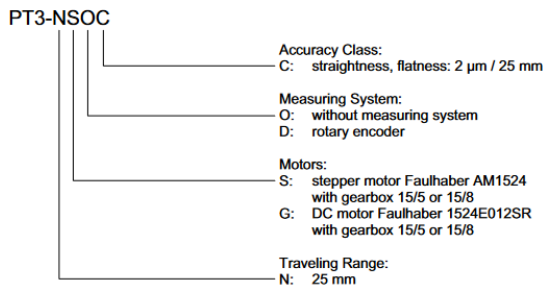 PT3-NSOC
Accuracy Class:
C: straightness, flatness: 2 µm / 25 mm
Measuring System:
O: without measuring system
D: rotary encoder
Motors:
S: stepper motor Faulhaber AM1524
with gearbox 15/5 or 15/8
G: DC motor Faulhaber 1524E012SR
with gearbox 15/5 or 15/8
Traveling Range:
N: 25 mm